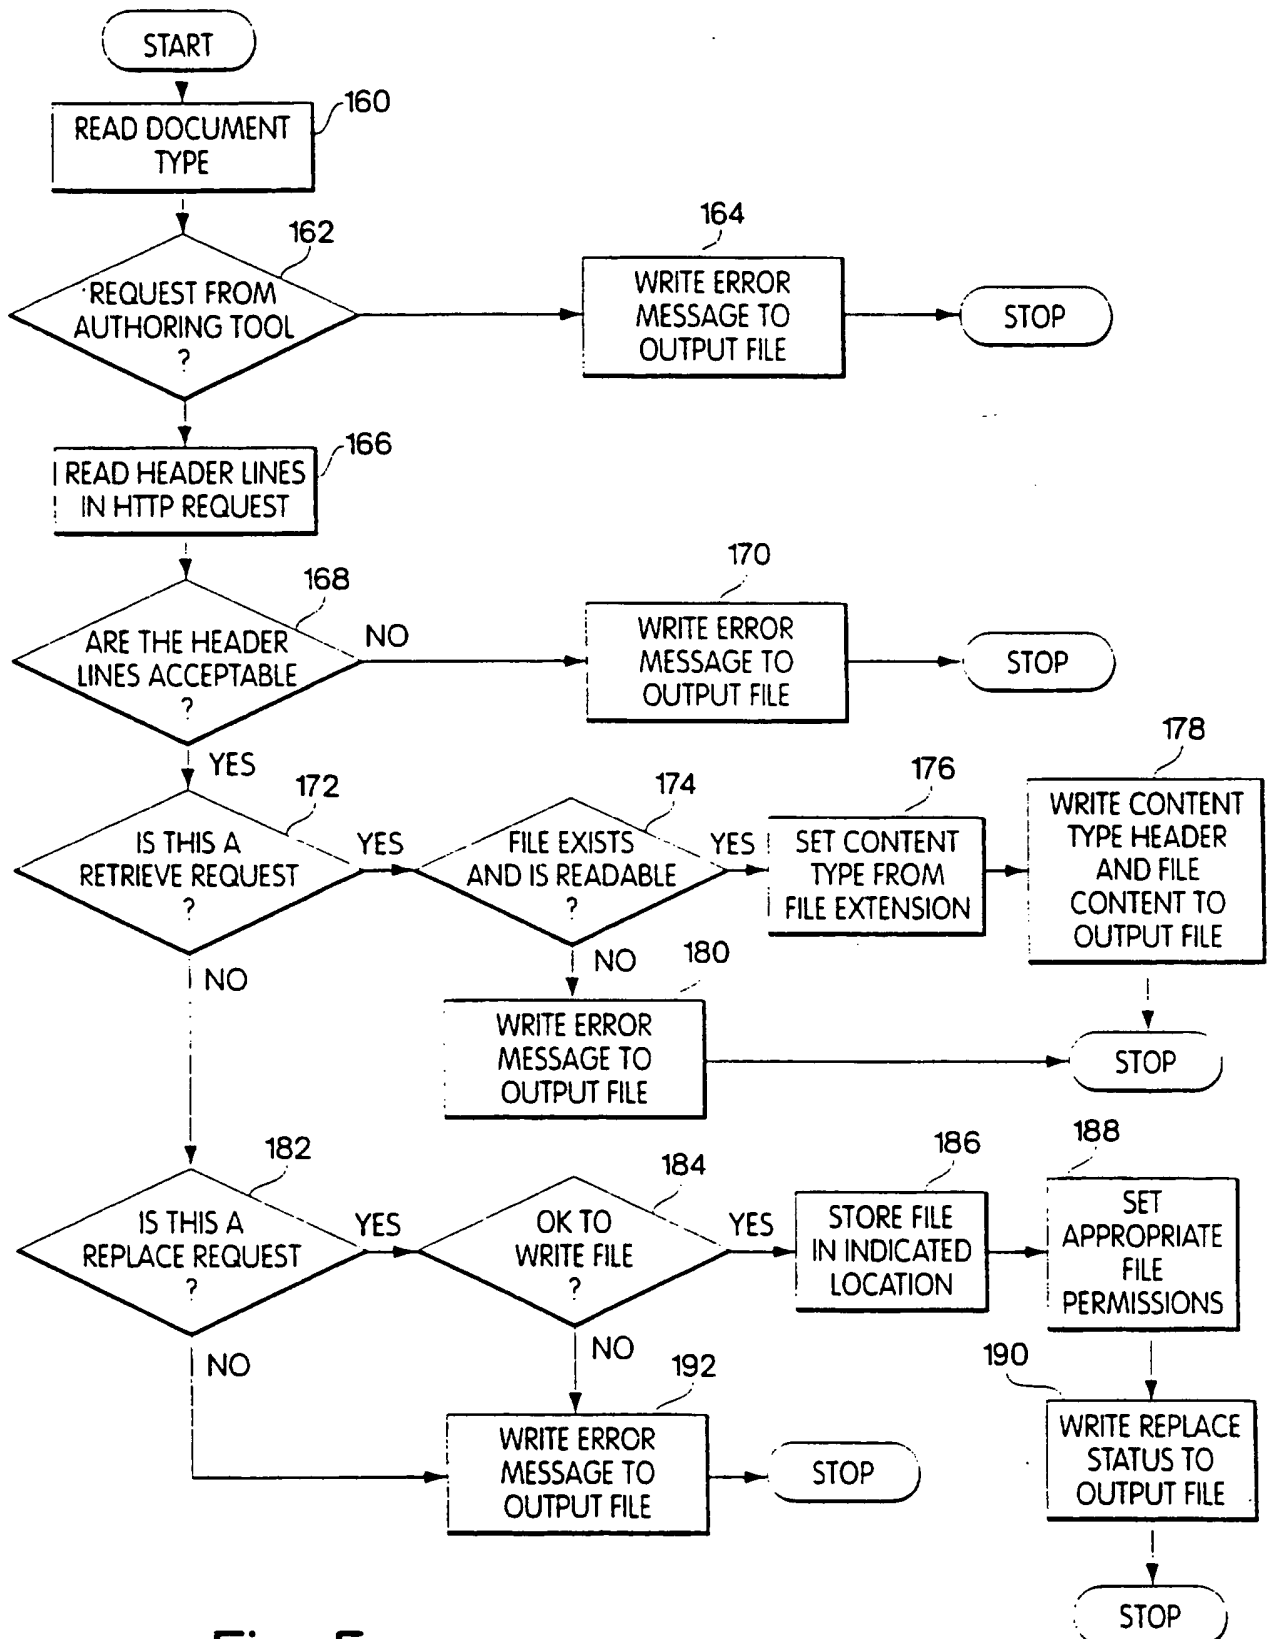 START
160
READ DOCUMENT
TYPE
162
REQUEST FROM
AUTHORING TOOL
?
164
WRITE ERROR
MESSAGE TO
OUTPUT FILE
STOP
166
READ HEADER LINES
IN HTTP REQUEST
168
ARE THE HEADER
LINES ACCEPTABLE
?
NO
170
WRITE ERROR
MESSAGE TO
OUTPUT FILE
STOP
YES
172
IS THIS A
RETRIEVE REQUEST
?
YES
174
FILE EXISTS
AND IS READABLE
?
YES
176
SET CONTENT
TYPE FROM
FILE EXTENSION
178
WRITE CONTENT
TYPE HEADER
AND FILE
CONTENT TO
OUTPUT FILE
NO
NO
180
WRITE ERROR
MESSAGE TO
OUTPUT FILE
STOP
182
IS THIS A
REPLACE REQUEST
?
YES
184
OK TO
WRITE FILE
?
YES
186
STORE FILE
IN INDICATED
LOCATION
188
SET
APPROPRIATE
FILE
PERMISSIONS
NO
NO
192
WRITE ERROR
MESSAGE TO
OUTPUT FILE
STOP
190
WRITE REPLACE
STATUS TO
OUTPUT FILE
STOP